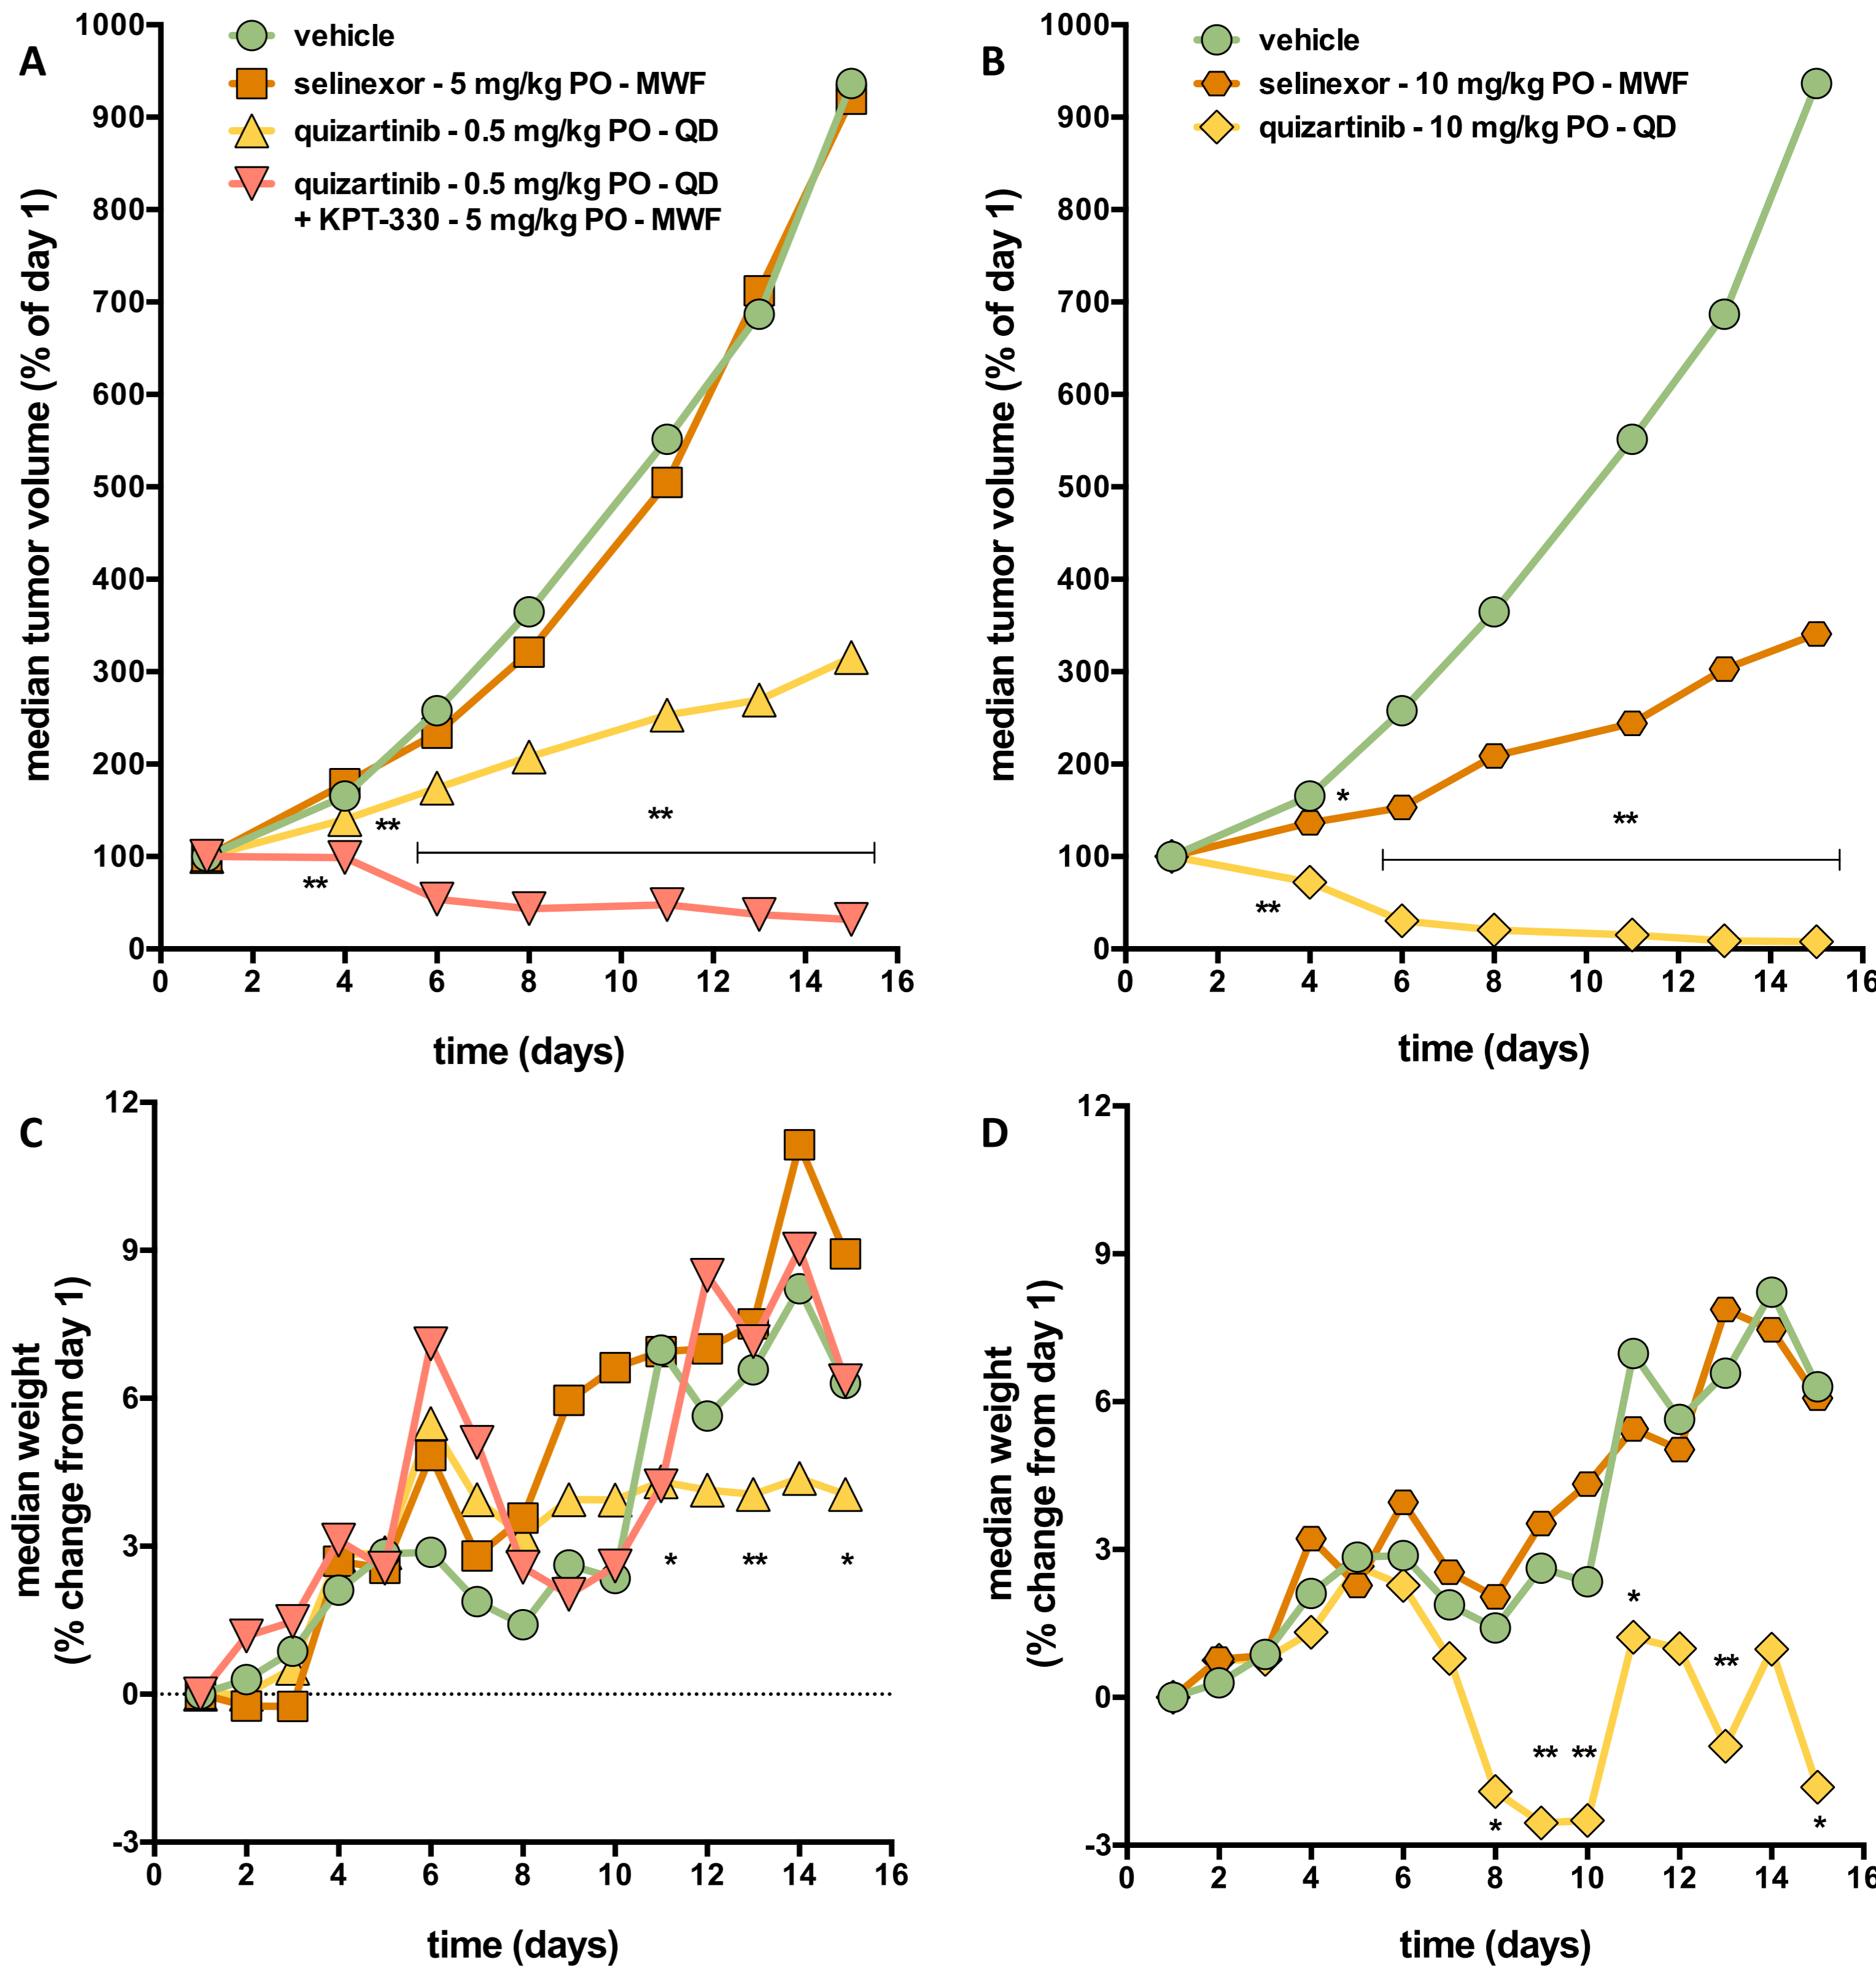 A
1000
900
800
700
600
500
400
300
200
100
0
median tumor volume (% of day 1)
vehicle
selinexor - 5 mg/kg PO - MWF
quizartinib - 0.5 mg/kg PO - QD
quizartinib - 0.5 mg/kg PO - QD
+ KPT-330 - 5 mg/kg PO - MWF
**
**
**
0 2 4 6 8 10 12 14 16
time (days)
B
1000
900
800
700
600
500
400
300
200
100
0
median tumor volume (% of day 1)
vehicle
selinexor - 10 mg/kg PO - MWF
quizartinib - 10 mg/kg PO - QD
*
**
**
0 2 4 6 8 10 12 14 16
time (days)
C
12
9
6
3
0
-3
median weight
(% change from day 1)
* ** *
0 2 4 6 8 10 12 14 16
time (days)
D
12
9
6
3
0
-3
median weight
(% change from day 1)
*
**
** **
* *
0 2 4 6 8 10 12 14 16
time (days)